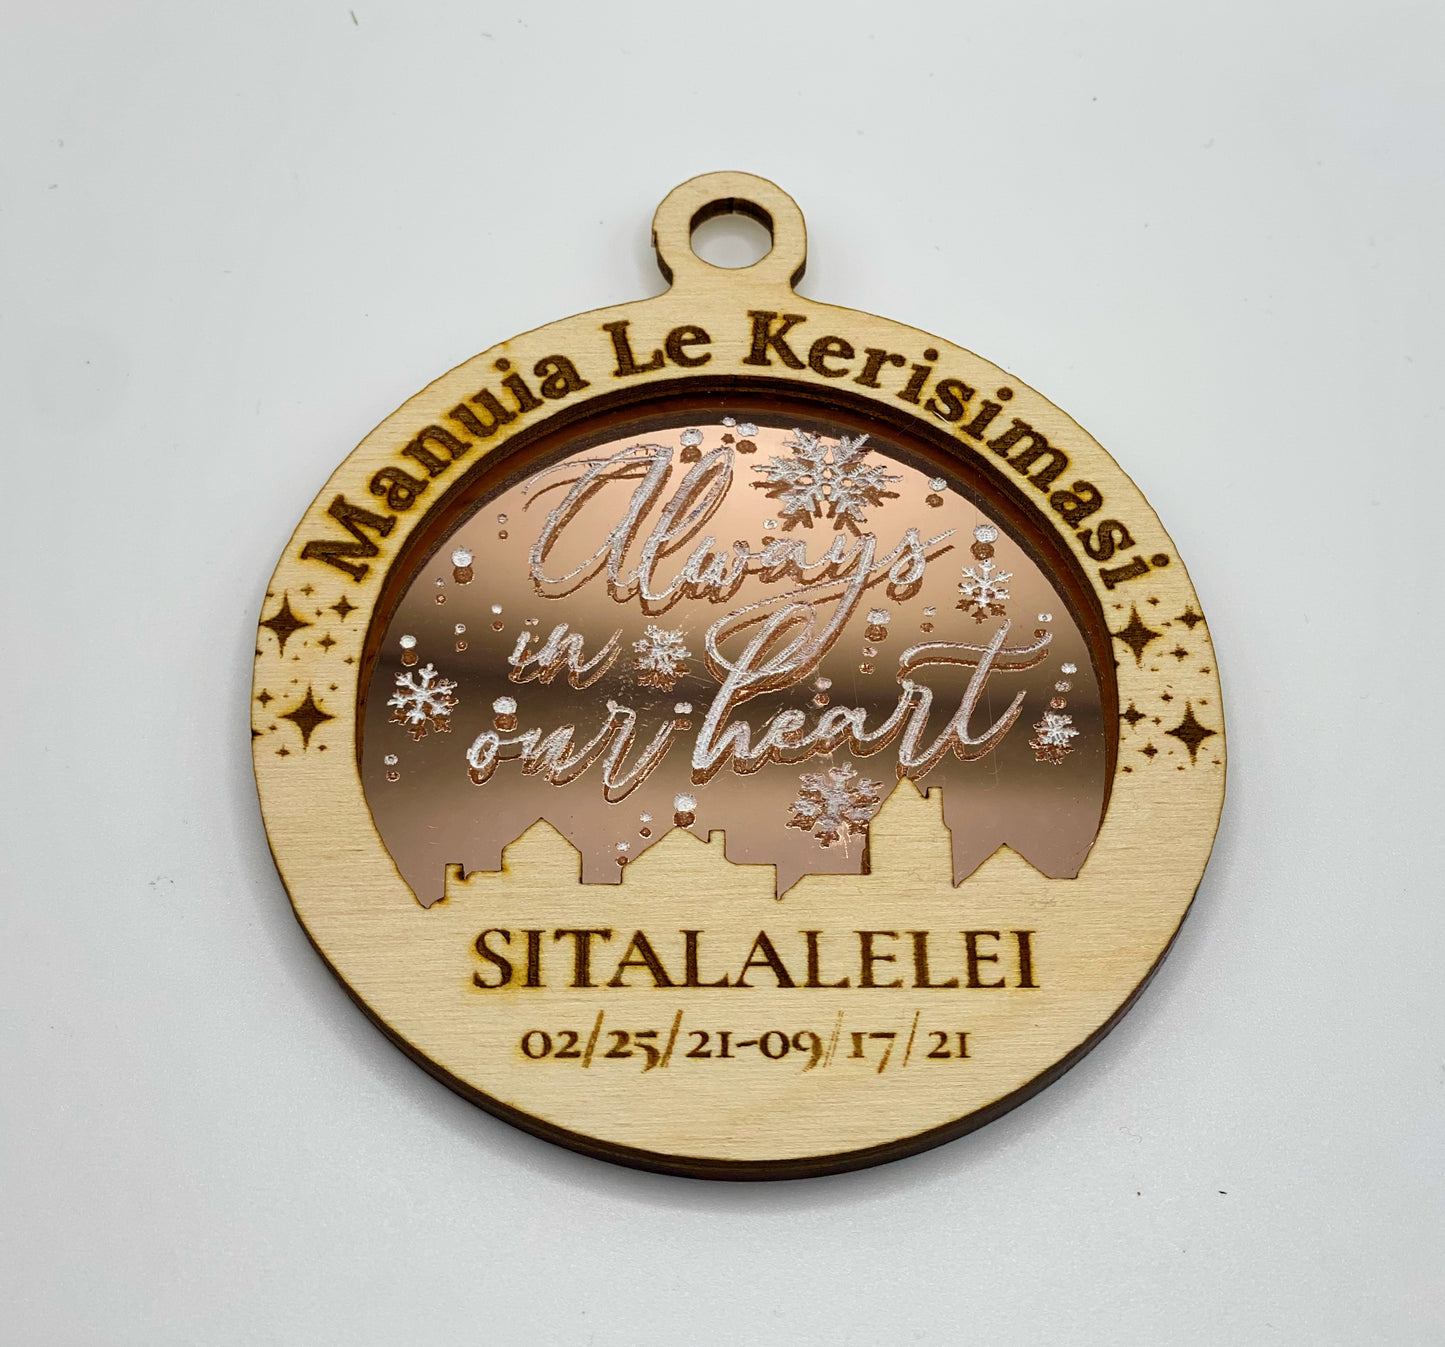 Manuia Le Kerisimasi
Always
in
our heart
SITALALELEI
02/25/21-09/17/21